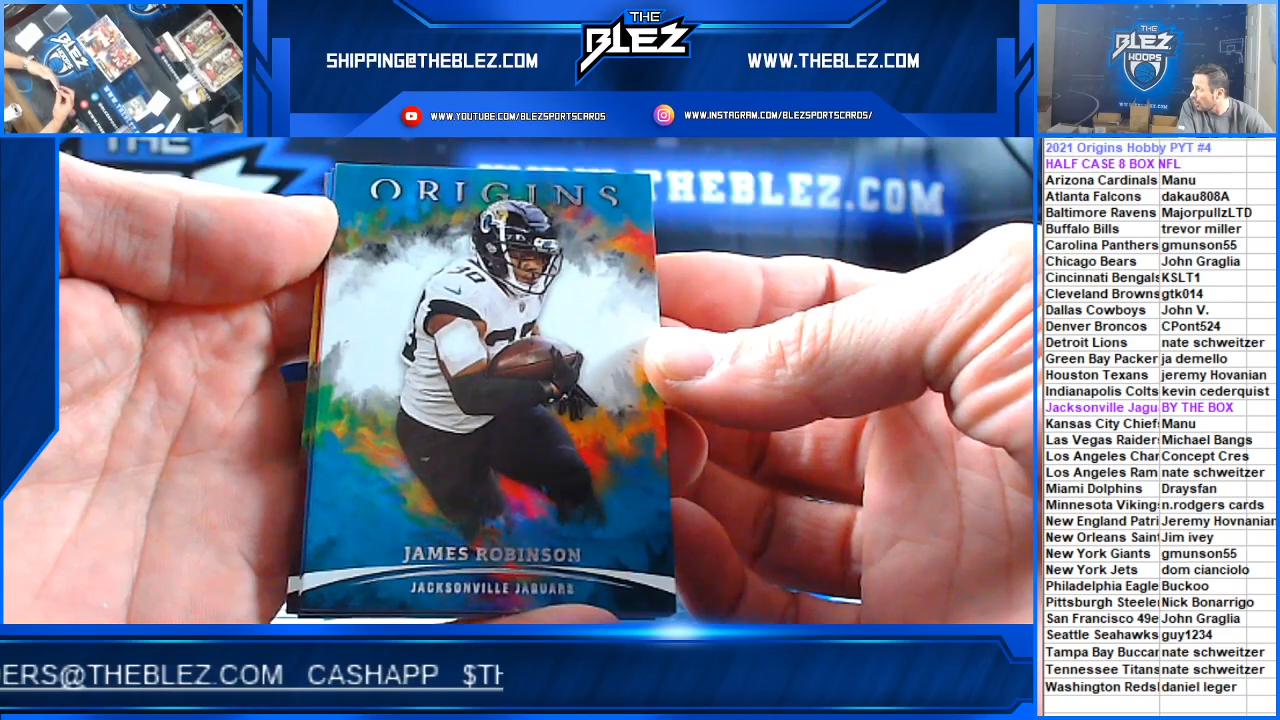 THE
BLEZ
SHIPPING@THEBLEZ.COM
WWW.THEBLEZ.COM
WWW.YOUTUBE.COM/BLEZSPORTSCARDS
WWW.INSTAGRAM.COM/BLEZSPORTSCARDS/
THE
BLEZ
HOOPS
THE
THEBLEZ.COM
ORIGINS
30
JAMES ROBINSON
JACKSONVILLE JAGUARS
2021 Origins Hobby PYT #4
HALF CASE 8 BOX NFL
Arizona Cardinals Manu
Atlanta Falcons dakau808A
Baltimore Ravens MajorpullzLTD
Buffalo Bills trevor miller
Carolina Panthers gmunson55
Chicago Bears John Graglia
Cincinnati Bengals KSLT1
Cleveland Browns gtk014
Dallas Cowboys John V.
Denver Broncos CPont524
Detroit Lions nate schweitzer
Green Bay Packer ja demello
Houston Texans jeremy Hovanian
Indianapolis Colts kevin cederquist
Jacksonville Jagu BY THE BOX
Kansas City Chief Manu
Las Vegas Raider Michael Bangs
Los Angeles Char Concept Cres
Los Angeles Ram nate schweitzer
Miami Dolphins Draysfan
Minnesota Viking n.rodgers cards
New England Patri Jeremy Hovnanian
New Orleans Sain Jim ivey
New York Giants gmunson55
New York Jets dom cianciolo
Philadelphia Eagle Buckoo
Pittsburgh Steele Nick Bonarrigo
San Francisco 49e John Graglia
Seattle Seahawks guy1234
Tampa Bay Buccar nate schweitzer
Tennessee Titans nate schweitzer
Washington Reds daniel leger
DERS@THEBLEZ.COM CASHAPP $TH